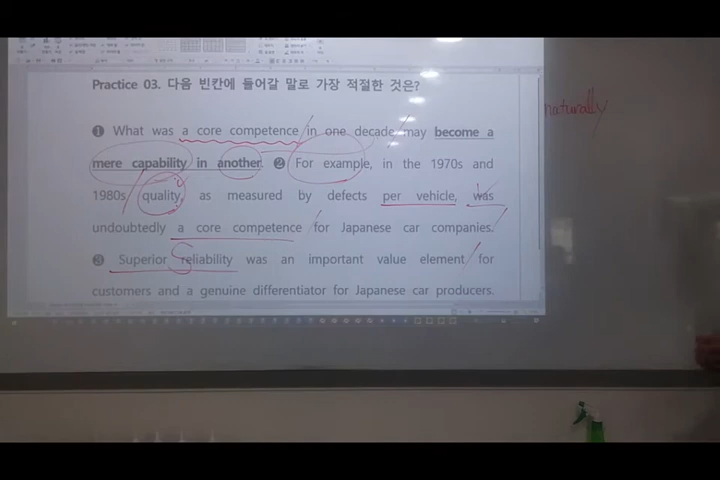 Practice 03. 다음 빈칸에 들어갈 말로 가장 적절한 것은?
❶ What was a core competence in one decade may become a
mere capability in another. ❷ For example, in the 1970s and
1980s quality, as measured by defects per vehicle, was
undoubtedly a core competence for Japanese car companies.
❸ Superior reliability was an important value element for
customers and a genuine differentiator for Japanese car producers.
naturally